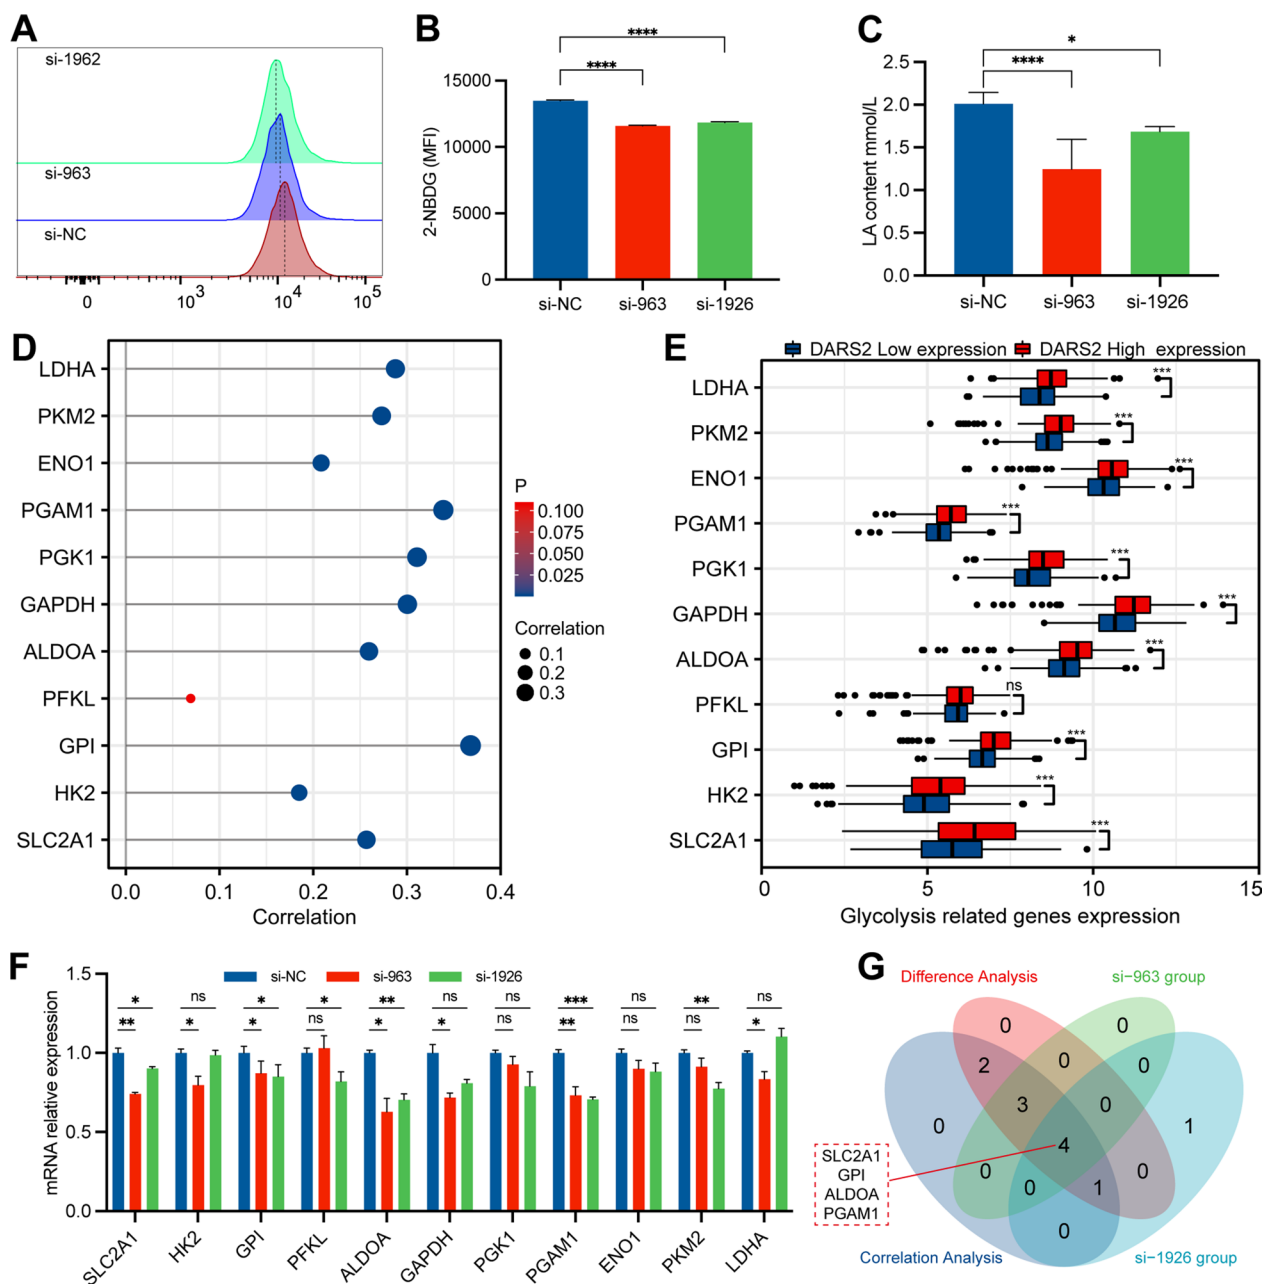 A
si-1962
si-963
si-NC
0 10³ 10⁴ 10⁵
B
****
****
15000
10000
5000
0
2-NBDG (MFI)
si-NC si-963 si-1926
C
*
****
2.5
2.0
1.5
1.0
0.5
0.0
LA content mmol/L
si-NC si-963 si-1926
D
LDHA
PKM2
ENO1
PGAM1
PGK1
GAPDH
ALDOA
PFKL
GPI
HK2
SLC2A1
0.0 0.1 0.2 0.3 0.4
Correlation
P
0.100
0.075
0.050
0.025
Correlation
0.1
0.2
0.3
E
DARS2 Low expression DARS2 High expression
LDHA ***
PKM2 ***
ENO1 ***
PGAM1 ***
PGK1 ***
GAPDH ***
ALDOA ***
PFKL ns
GPI ***
HK2 ***
SLC2A1 ***
0 5 10 15
Glycolysis related genes expression
F
si-NC si-963 si-1926
1.5
1.0
0.5
0.0
mRNA relative expression
* ns * * ** ns ns *** ns ** ns
** * * ns * * ns ** ns ns *
SLC2A1 HK2 GPI PFKL ALDOA GAPDH PGK1 PGAM1 ENO1 PKM2 LDHA
G
Difference Analysis si−963 group
0 0
2 0 0
3 0
0 1
4
0 0 1 0
0
SLC2A1
GPI
ALDOA
PGAM1
Correlation Analysis si−1926 group